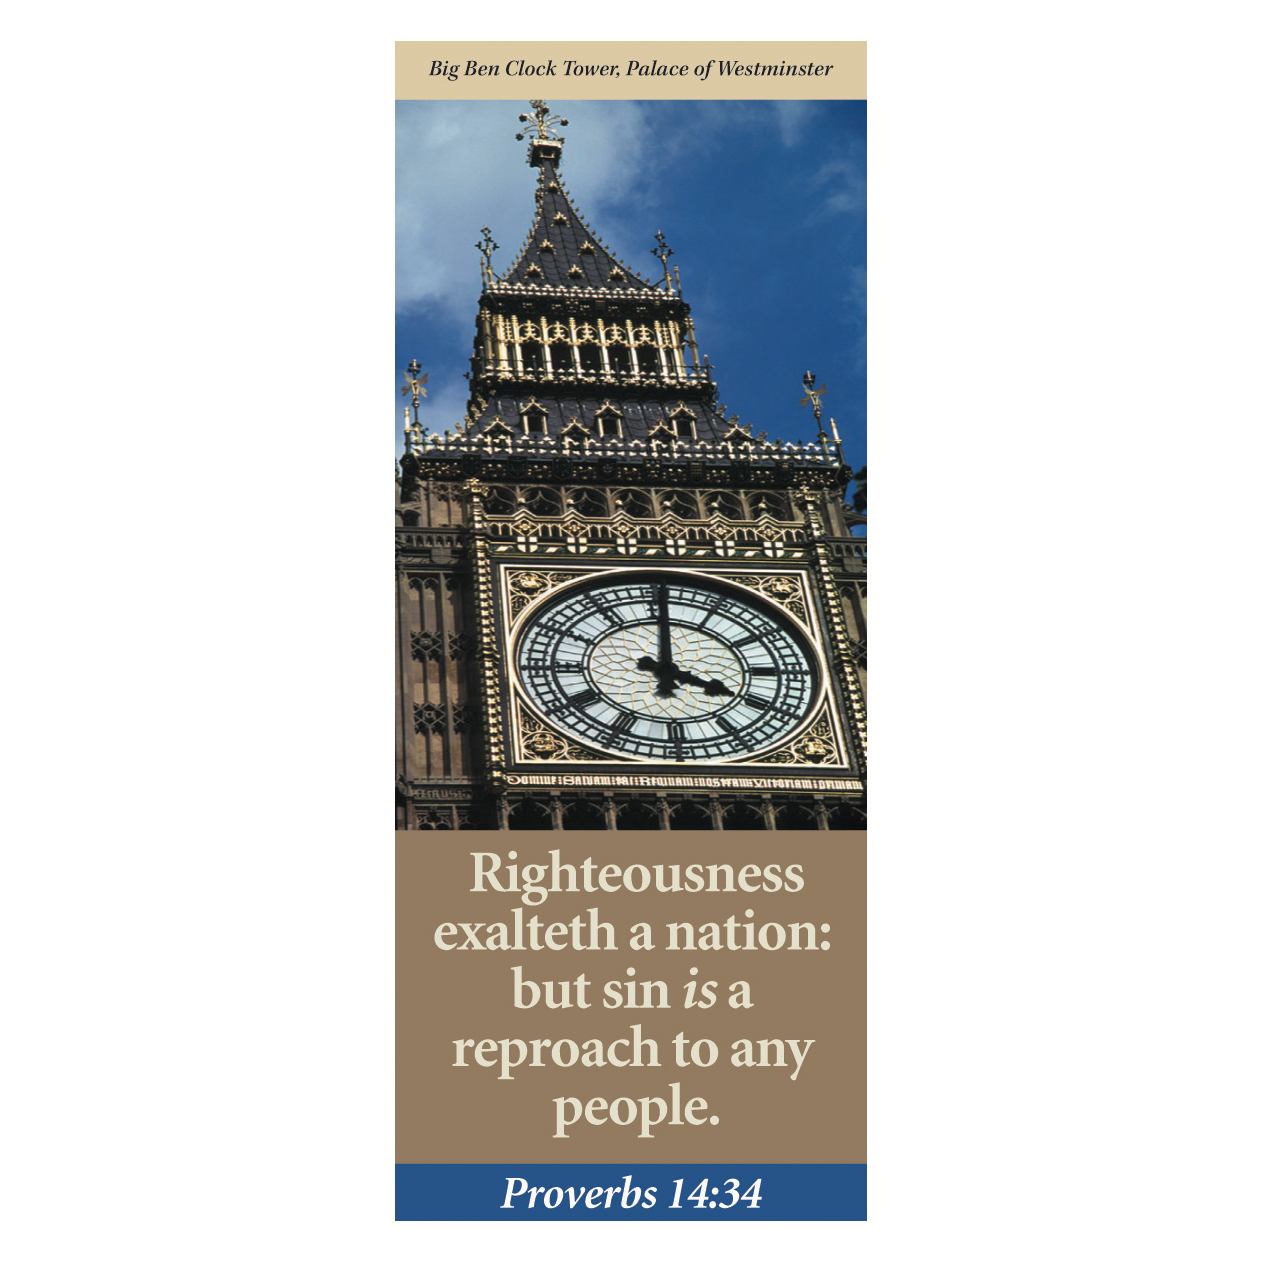 Big Ben Clock Tower, Palace of Westminster
Righteousness
exalteth a nation:
but sin is a
reproach to any
people.
Proverbs 14:34